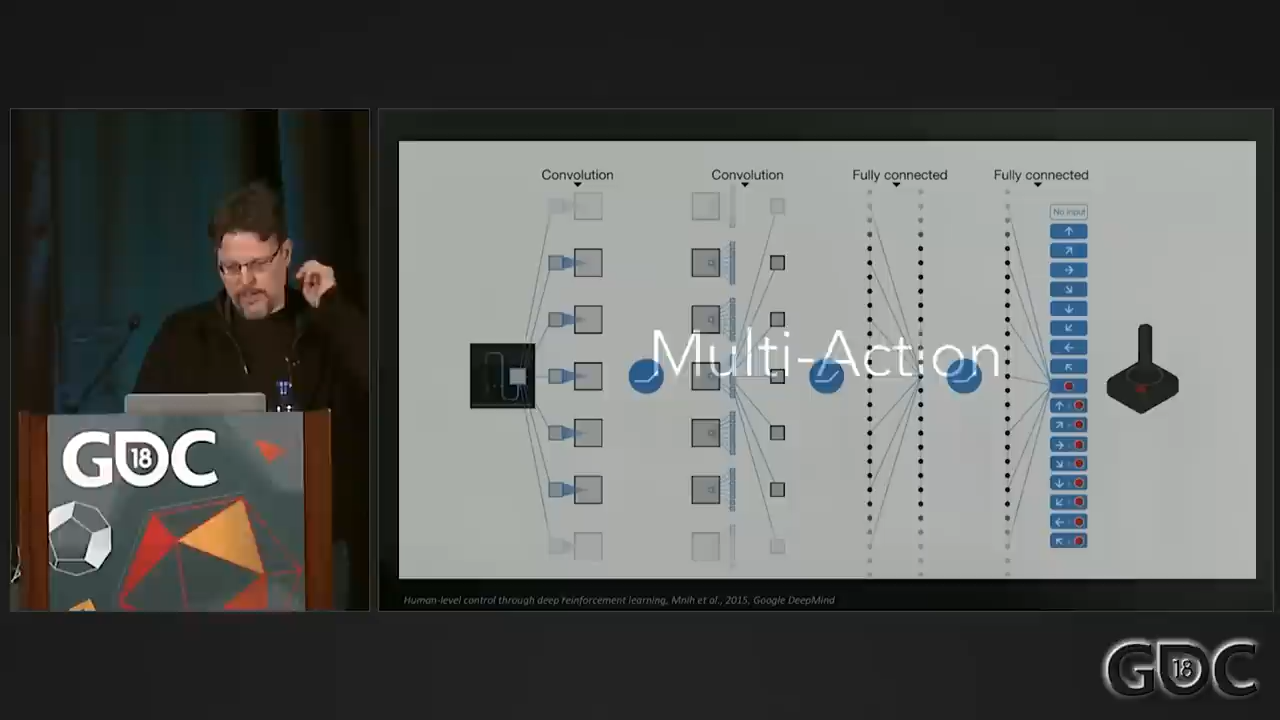 Convolution
Convolution
Fully connected
Fully connected
No input
Multi-Action
Human-level control through deep reinforcement learning, Mnih et al., 2015, Google DeepMind
GDC
18
GDC
18